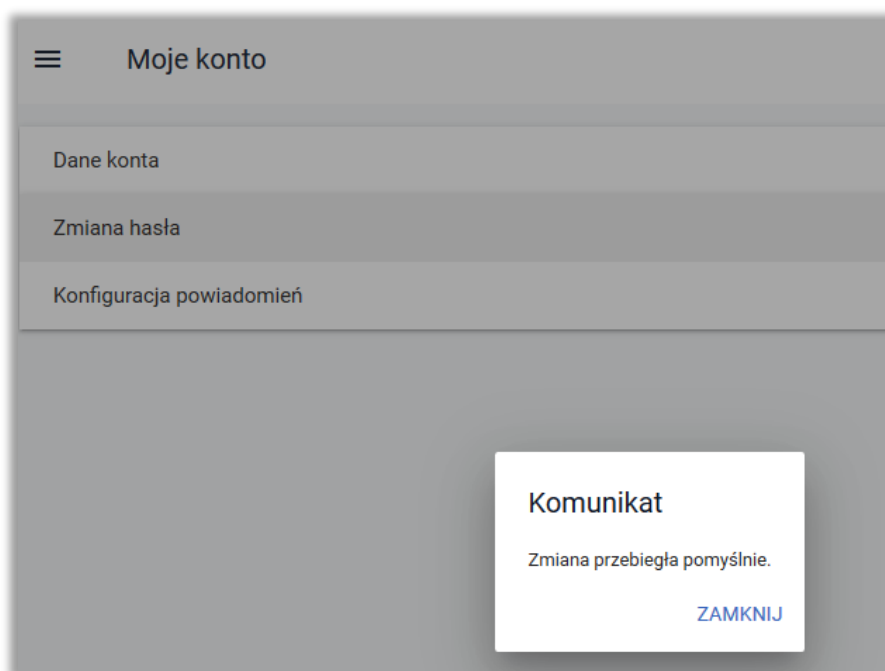 Moje konto
Dane konta
Zmiana hasła
Konfiguracja powiadomień
Komunikat
Zmiana przebiegła pomyślnie.
ZAMKNIJ